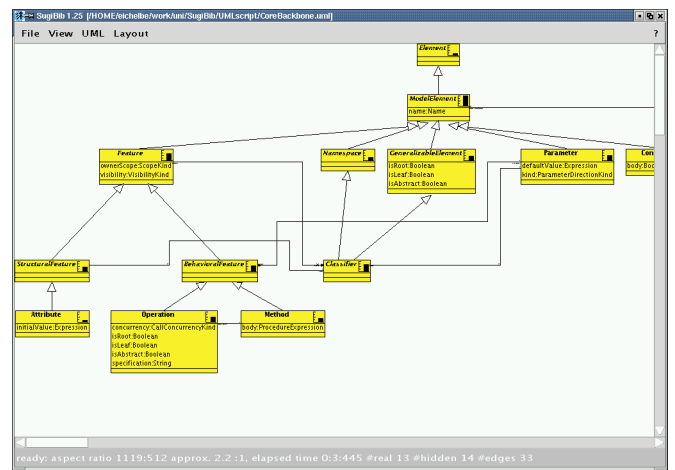 SugiBib 1.25 [/HOME/eichelbe/work/uni/SugiBib/UMLscript/CoreBackbone.uml]
File View UML Layout ?
Element
ModelElement
name:Name
Feature
ownerScope:ScopeKind
visibility:VisibilityKind
Namespace
GeneralizableElement
isRoot:Boolean
isLeaf:Boolean
isAbstract:Boolean
Parameter
defaultValue:Expression
kind:ParameterDirectionKind
Con
body:Boo
StructuralFeature
BehavioralFeature
Classifier
Attribute
initialValue:Expression
Operation
concurrency:CallConcurrencyKind
isRoot:Boolean
isLeaf:Boolean
isAbstract:Boolean
specification:String
Method
body:ProcedureExpression
ready: aspect ratio 1119:512 approx. 2.2 :1, elapsed time 0:3:445 #real 13 #hidden 14 #edges 33